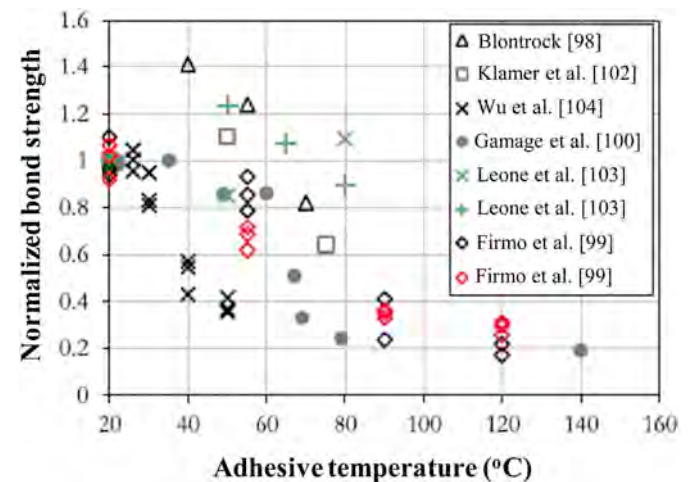 1.6
1.4
1.2
1
0.8
0.6
0.4
0.2
0
Normalized bond strength
Blontrock [98]
Klamer et al. [102]
Wu et al. [104]
Gamage et al. [100]
Leone et al. [103]
Leone et al. [103]
Firmo et al. [99]
Firmo et al. [99]
20 40 60 80 100 120 140 160
Adhesive temperature (°C)